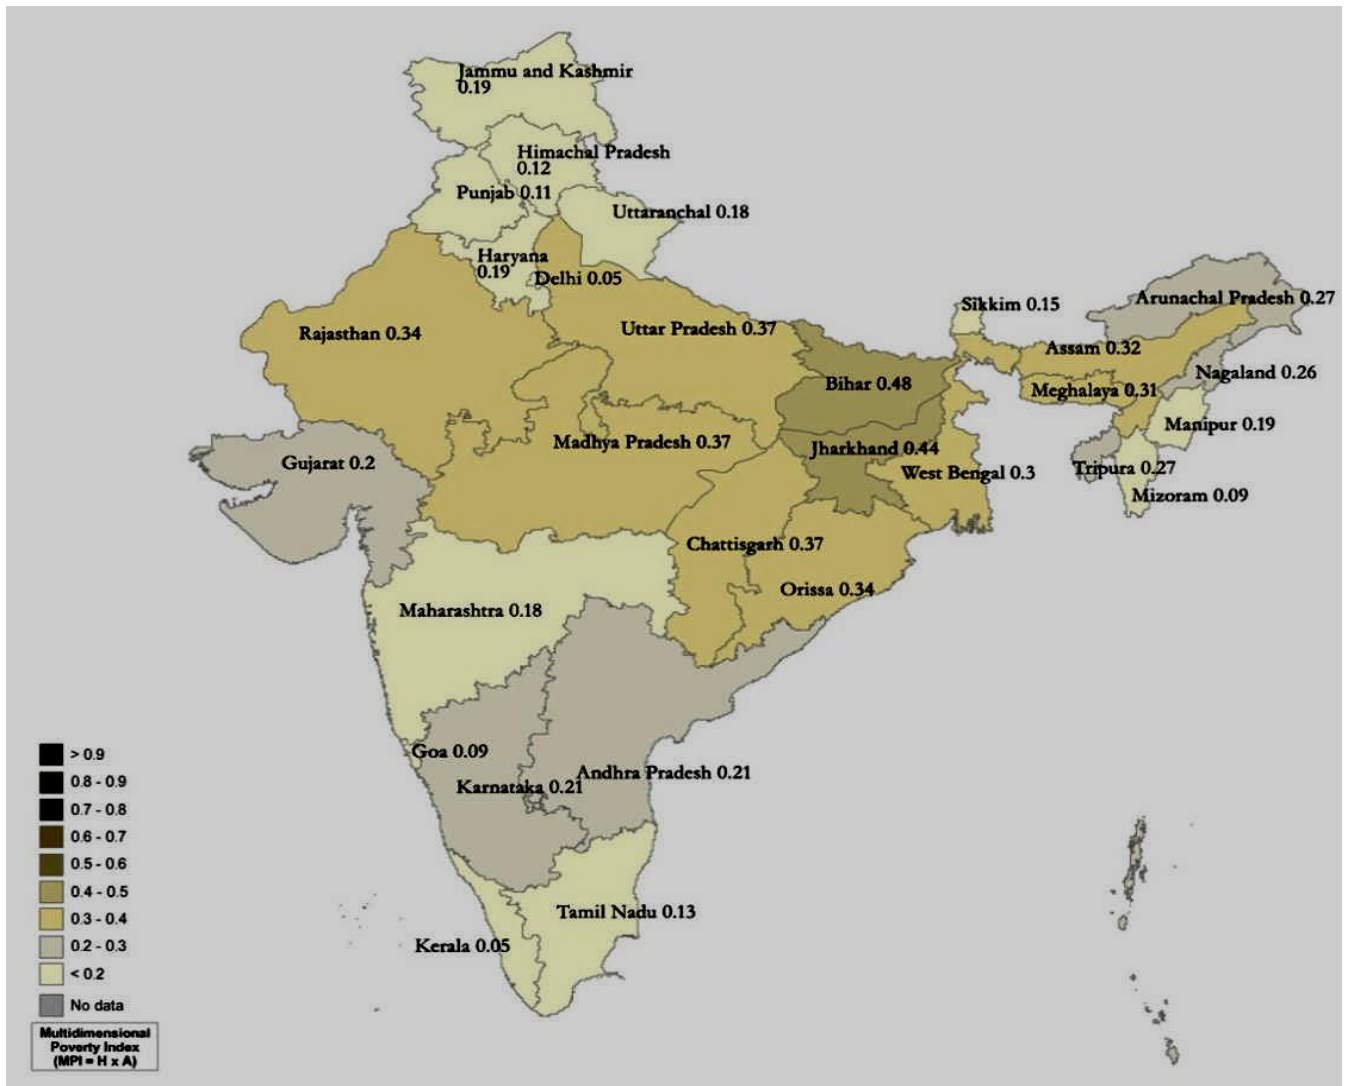 Jammu and Kashmir
0.19
Himachal Pradesh
0.12
Punjab 0.11
Uttaranchal 0.18
Haryana
0.19
Delhi 0.05
Sikkim 0.15
Arunachal Pradesh 0.27
Rajasthan 0.34
Uttar Pradesh 0.37
Assam 0.32
Nagaland 0.26
Bihar 0.48
Meghalaya 0.31
Manipur 0.19
Madhya Pradesh 0.37
Jharkhand 0.44
Gujarat 0.2
West Bengal 0.3
Tripura 0.27
Mizoram 0.09
Chattisgarh 0.37
Orissa 0.34
Maharashtra 0.18
Goa 0.09
Andhra Pradesh 0.21
Karnataka 0.21
Tamil Nadu 0.13
Kerala 0.05
> 0.9
0.8 - 0.9
0.7 - 0.8
0.6 - 0.7
0.5 - 0.6
0.4 - 0.5
0.3 - 0.4
0.2 - 0.3
< 0.2
No data
Multidimensional
Poverty Index
(MPI = H x A)